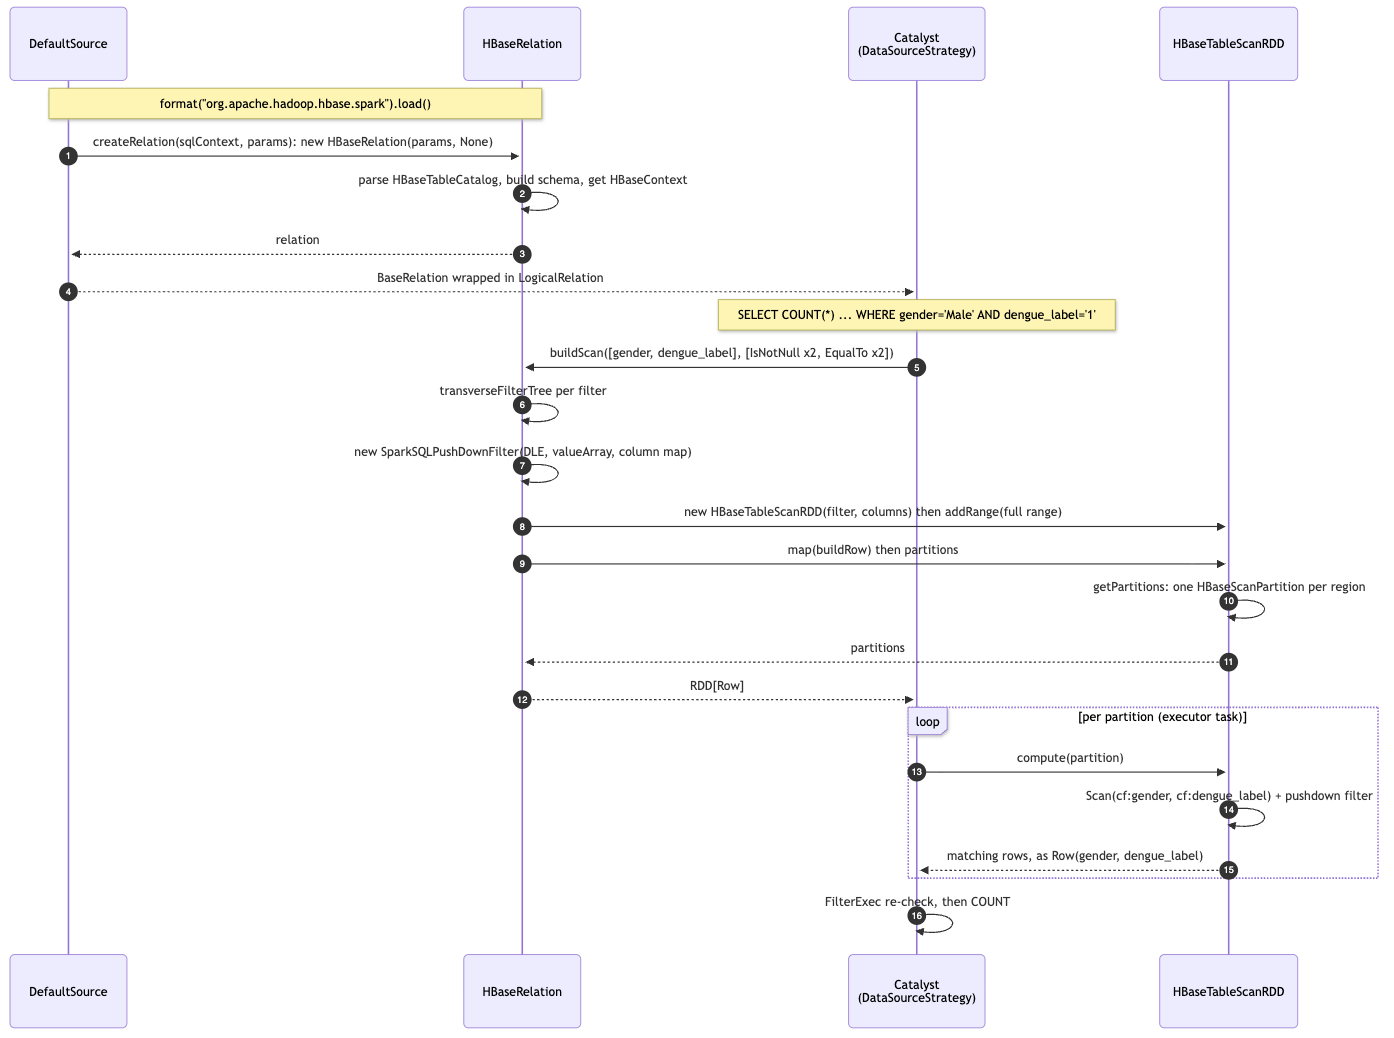 DefaultSource
HBaseRelation
Catalyst
(DataSourceStrategy)
HBaseTableScanRDD
format("org.apache.hadoop.hbase.spark").load()
createRelation(sqlContext, params): new HBaseRelation(params, None)
1
parse HBaseTableCatalog, build schema, get HBaseContext
2
relation
3
BaseRelation wrapped in LogicalRelation
4
SELECT COUNT(*) ... WHERE gender='Male' AND dengue_label='1'
buildScan([gender, dengue_label], [IsNotNull x2, EqualTo x2])
5
transverseFilterTree per filter
6
new SparkSQLPushDownFilter(DLE, valueArray, column map)
7
new HBaseTableScanRDD(filter, columns) then addRange(full range)
8
map(buildRow) then partitions
9
getPartitions: one HBaseScanPartition per region
10
partitions
11
RDD[Row]
12
loop
[per partition (executor task)]
compute(partition)
13
Scan(cf:gender, cf:dengue_label) + pushdown filter
14
matching rows, as Row(gender, dengue_label)
15
FilterExec re-check, then COUNT
16
DefaultSource
HBaseRelation
Catalyst
(DataSourceStrategy)
HBaseTableScanRDD